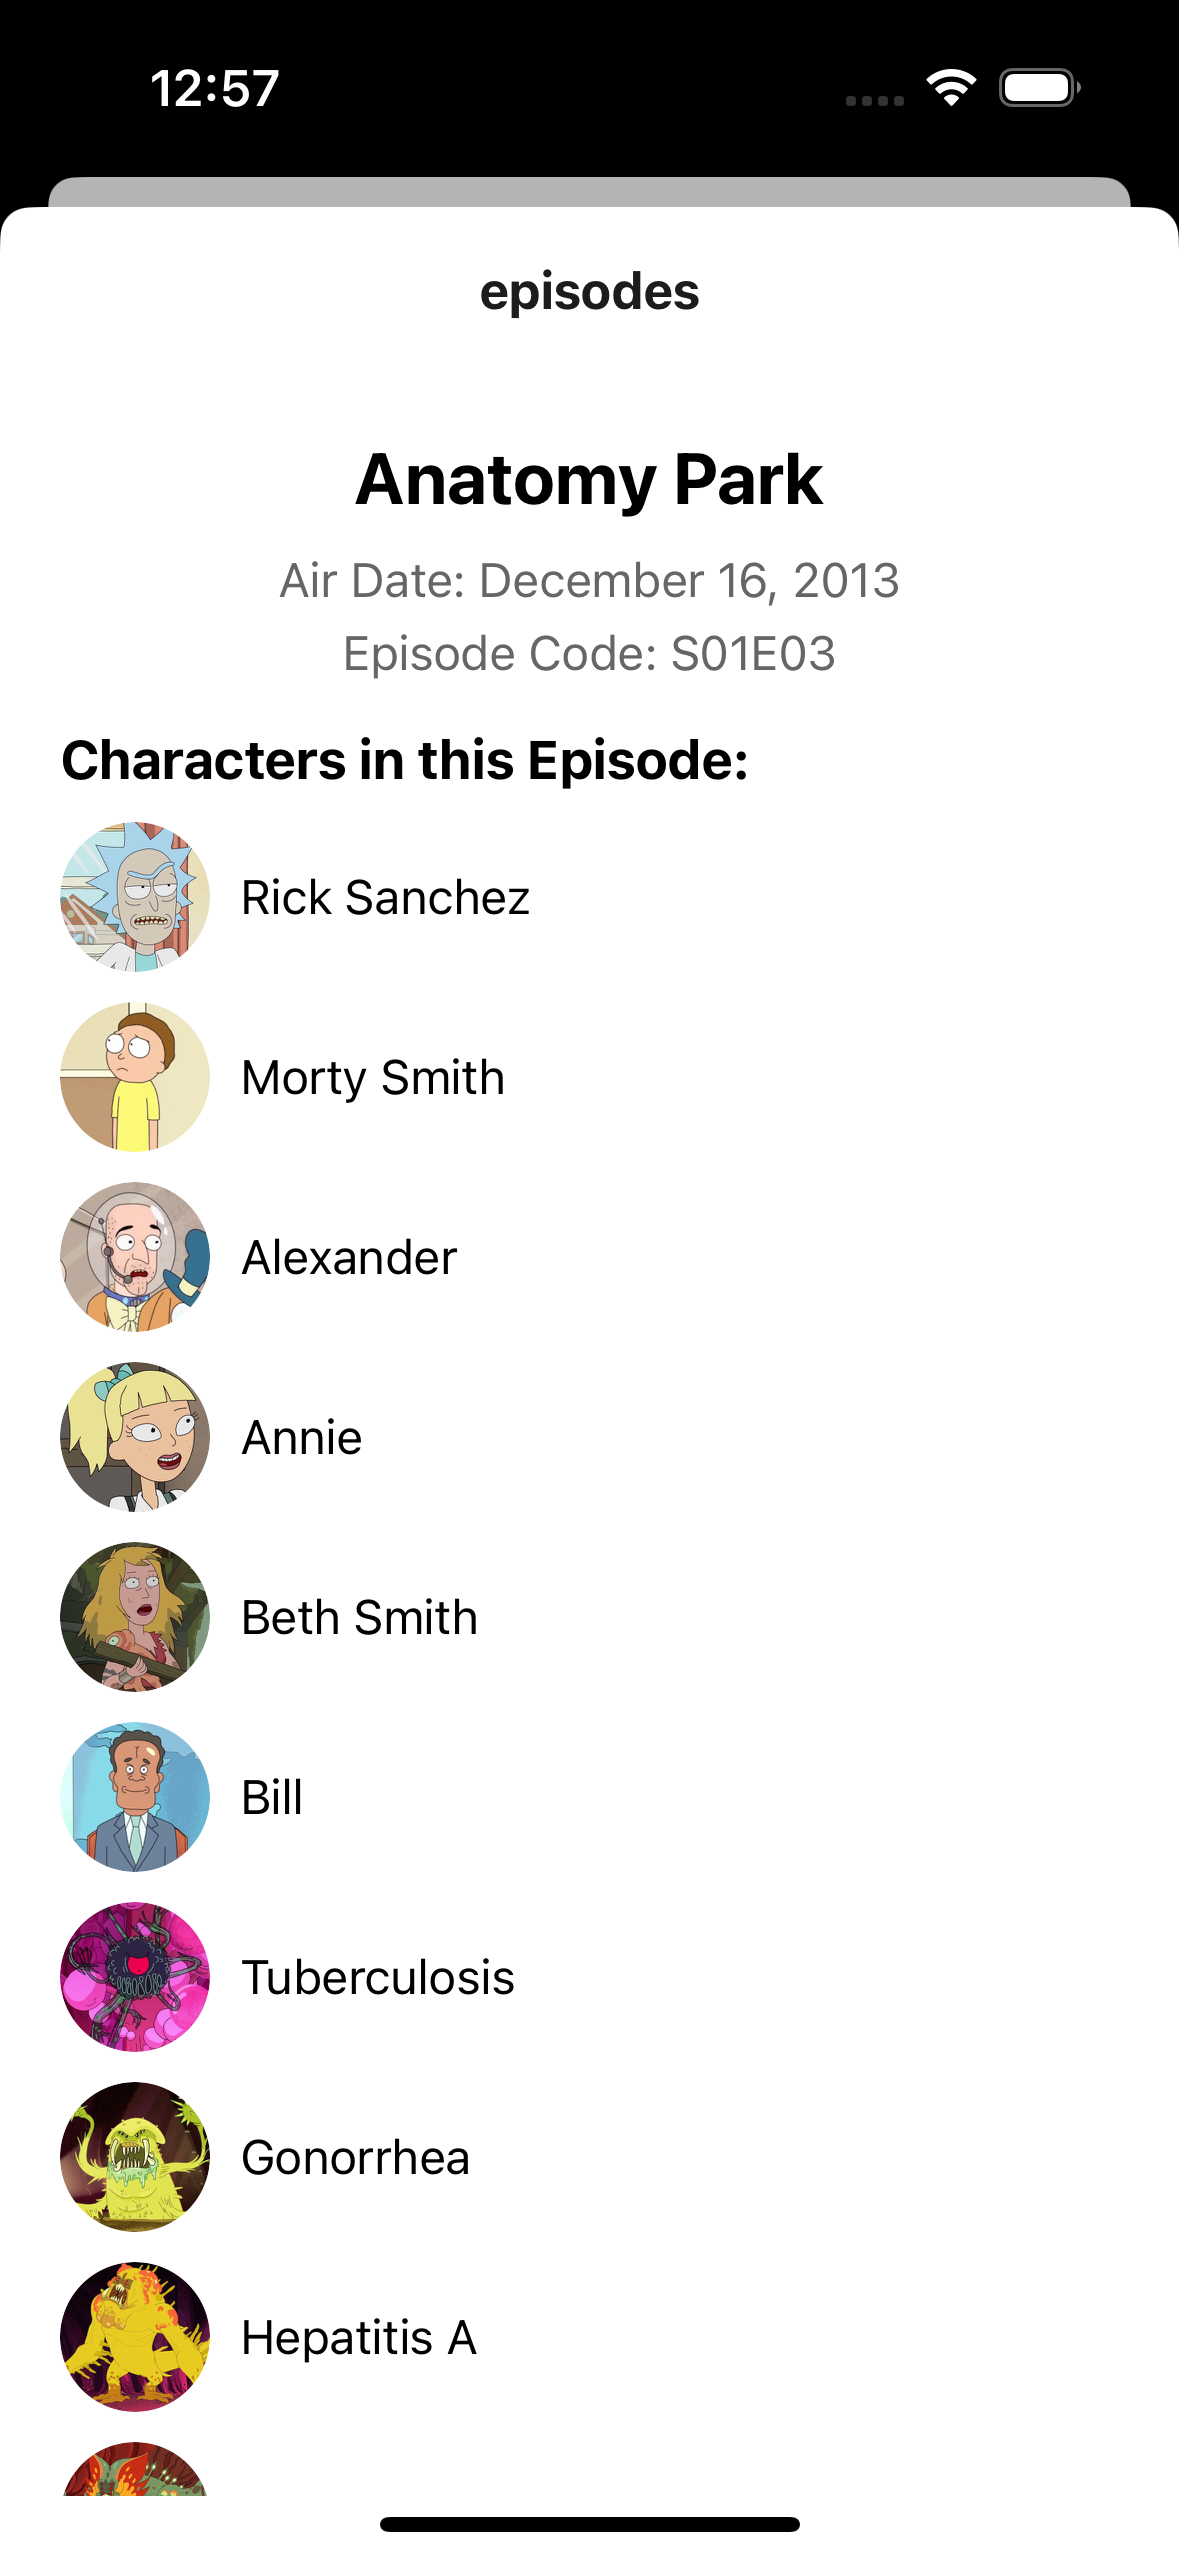 12:57
episodes
Anatomy Park
Air Date: December 16, 2013
Episode Code: S01E03
Characters in this Episode:
Rick Sanchez
Morty Smith
Alexander
Annie
Beth Smith
Bill
Tuberculosis
Gonorrhea
Hepatitis A